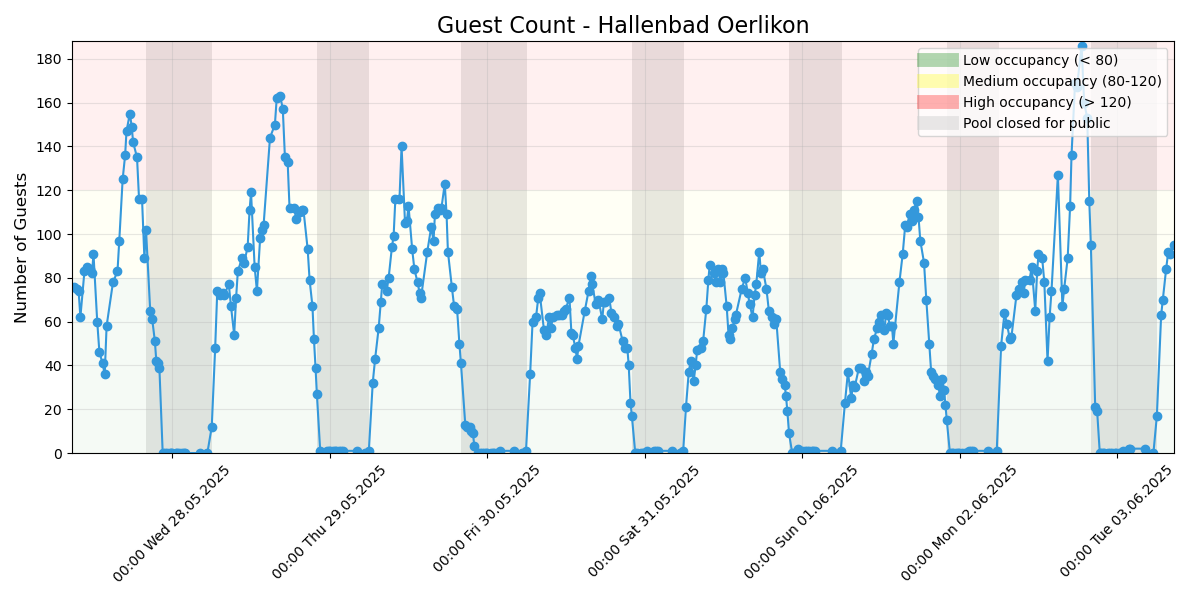 Guest Count - Hallenbad Oerlikon
Number of Guests
180
160
140
120
100
80
60
40
20
0
Low occupancy (< 80)
Medium occupancy (80-120)
High occupancy (> 120)
Pool closed for public
00:00 Wed 28.05.2025
00:00 Thu 29.05.2025
00:00 Fri 30.05.2025
00:00 Sat 31.05.2025
00:00 Sun 01.06.2025
00:00 Mon 02.06.2025
00:00 Tue 03.06.2025